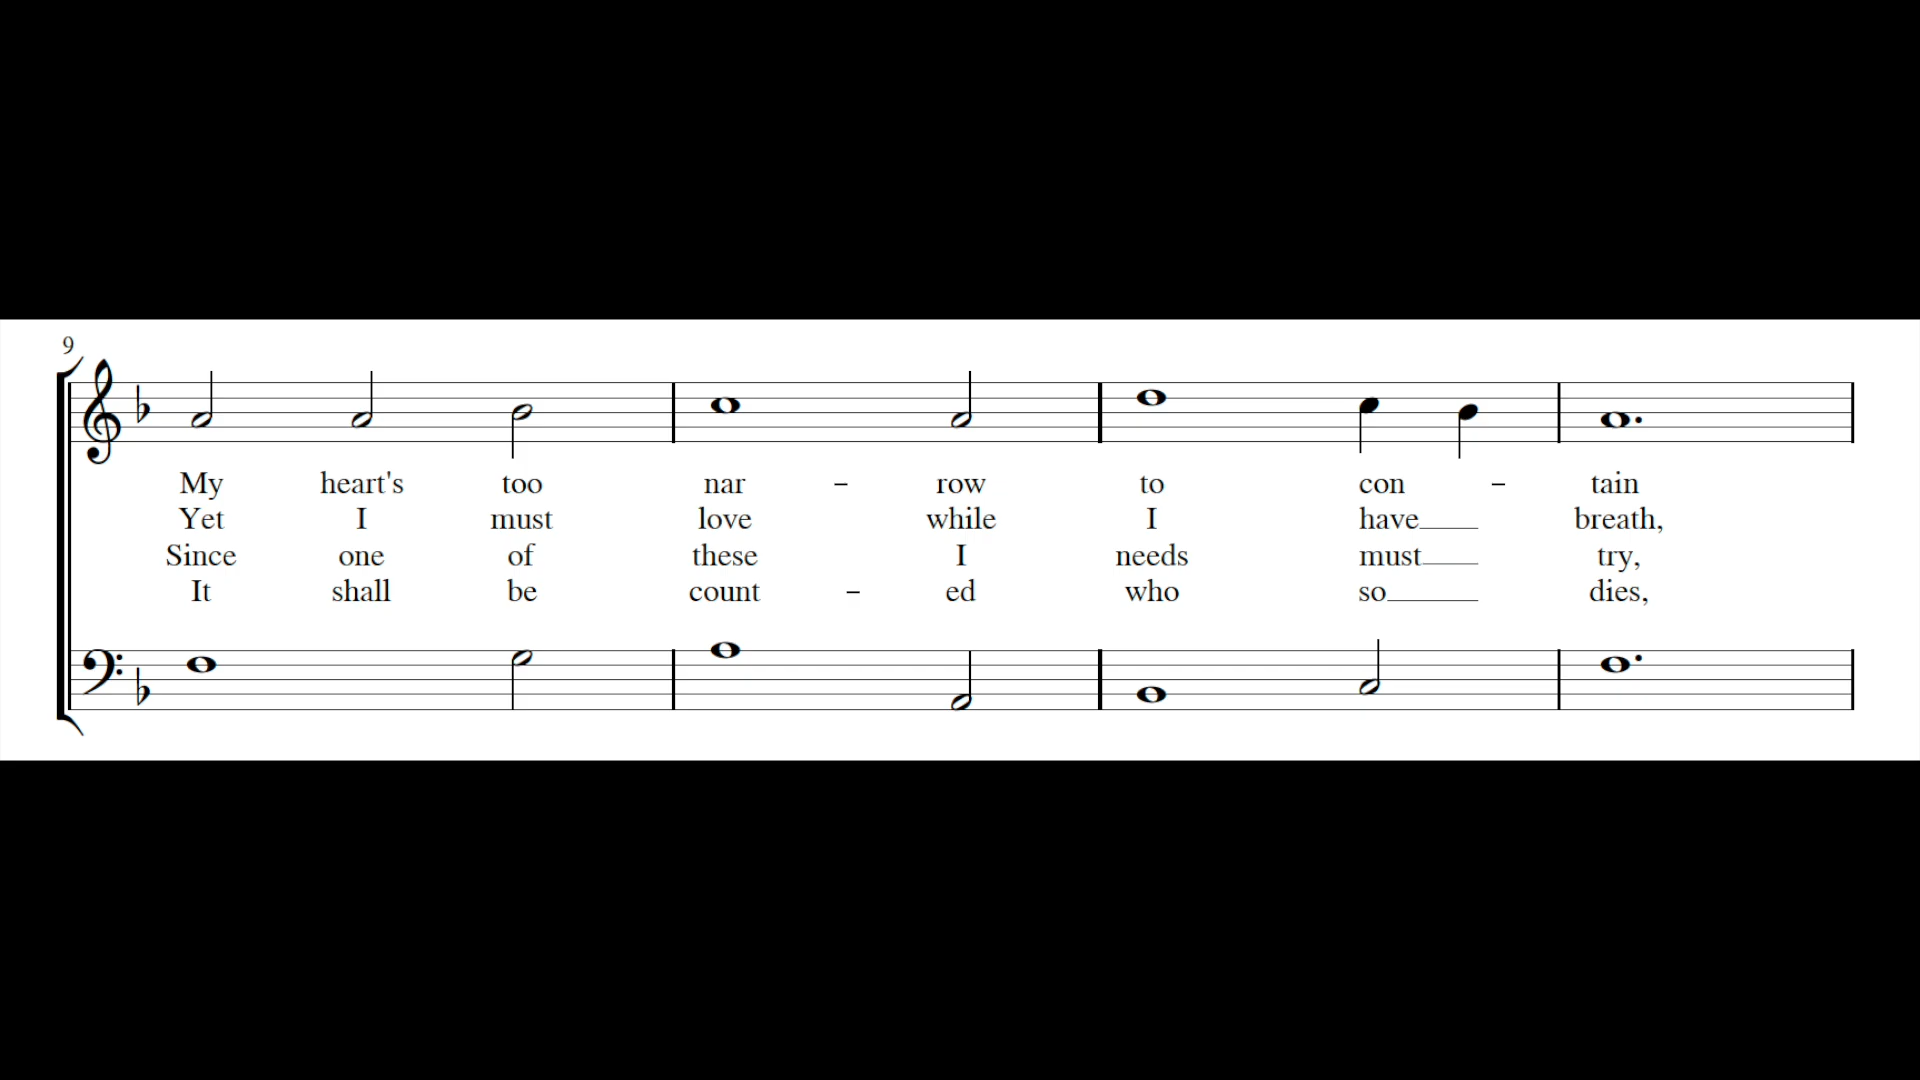 9
My heart's too nar - row to con - tain
Yet I must love while I have breath,
Since one of these I needs must try,
It shall be count - ed who so dies,